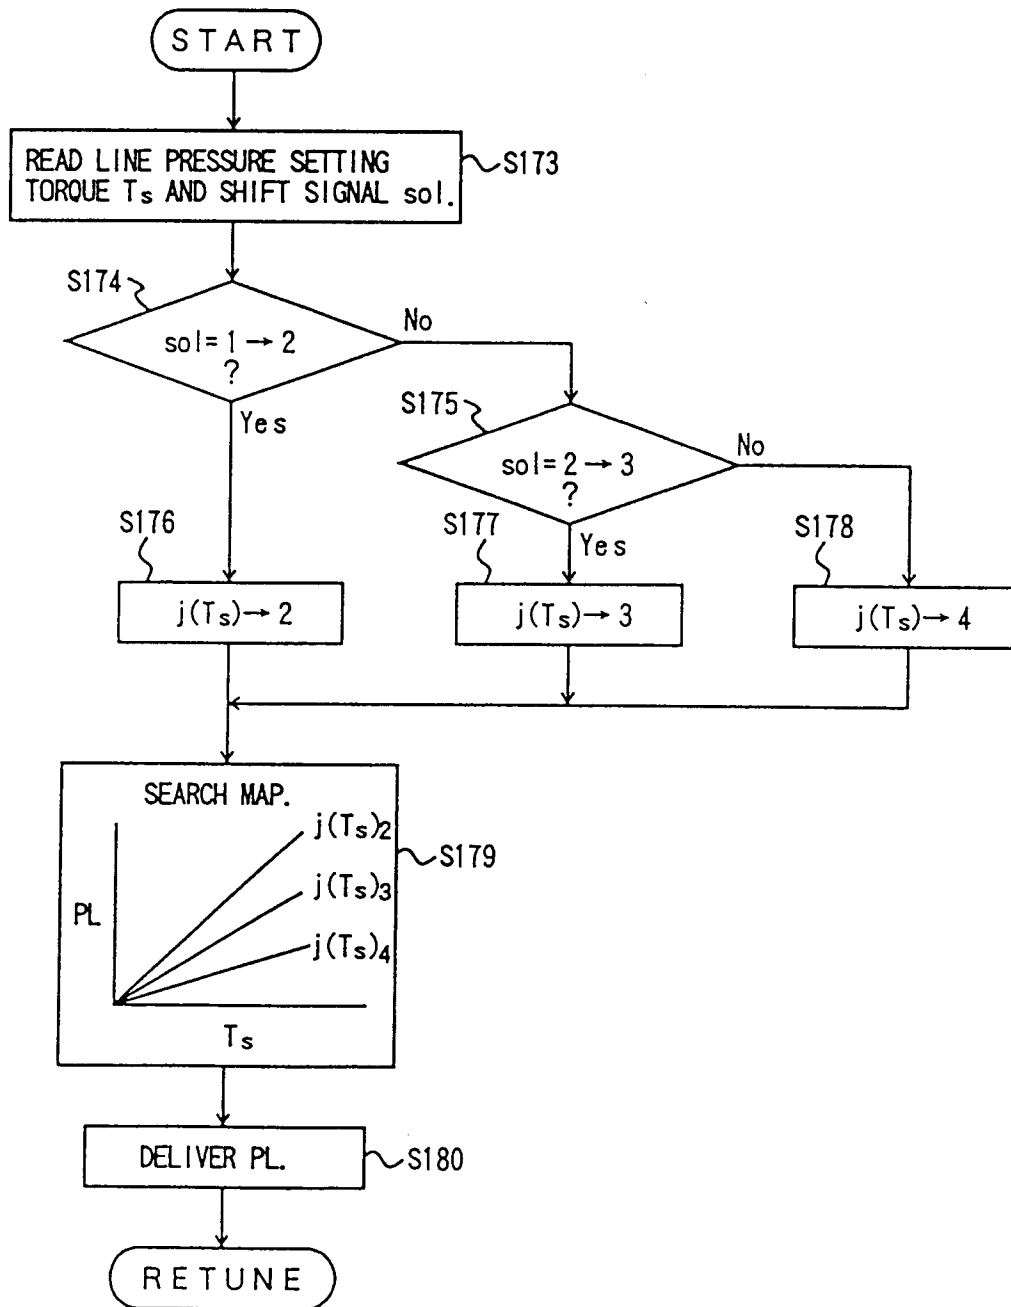 START
READ LINE PRESSURE SETTING
TORQUE Ts AND SHIFT SIGNAL sol.
S173
S174
sol=1→2
?
No
Yes
S175
sol=2→3
?
No
Yes
S176
j(Ts)→2
S177
j(Ts)→3
S178
j(Ts)→4
SEARCH MAP.
j(Ts)2
j(Ts)3
j(Ts)4
PL
Ts
S179
DELIVER PL.
S180
RETUNE